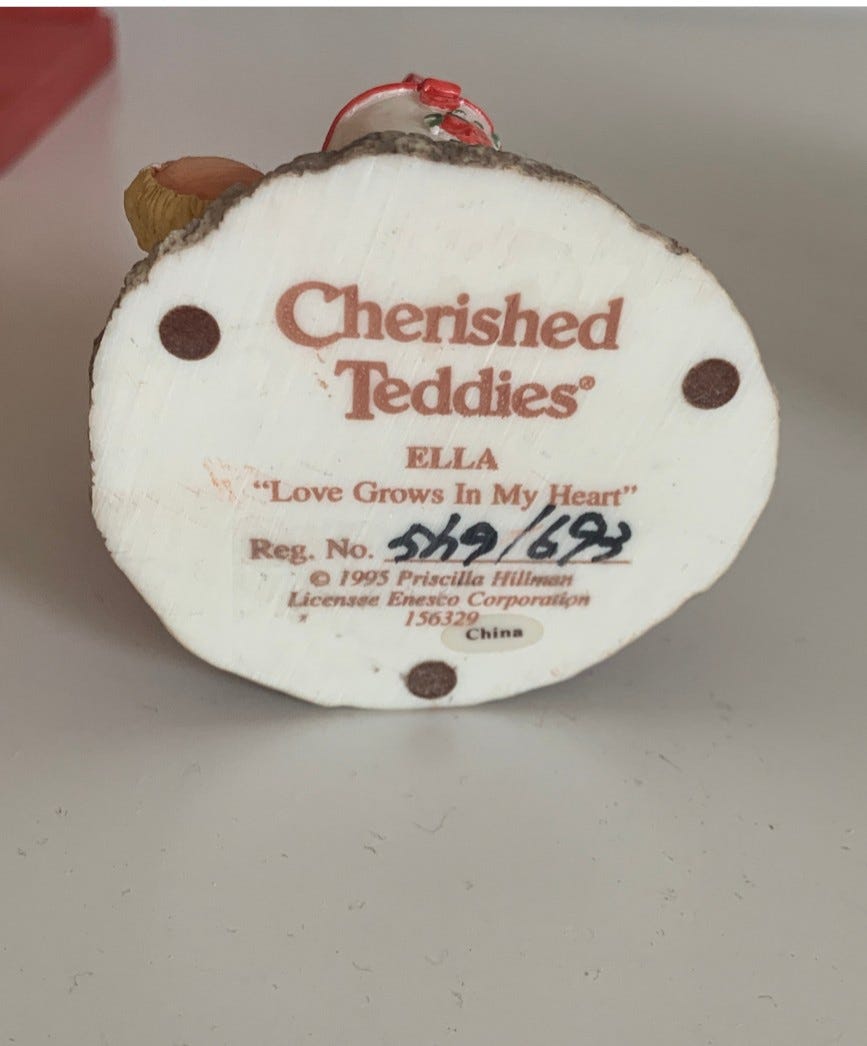 Cherished
Teddies®
ELLA
“Love Grows In My Heart”
Reg. No. 5H9/693
© 1995 Priscilla Hillman
Licensee Enesco Corporation
156329
China